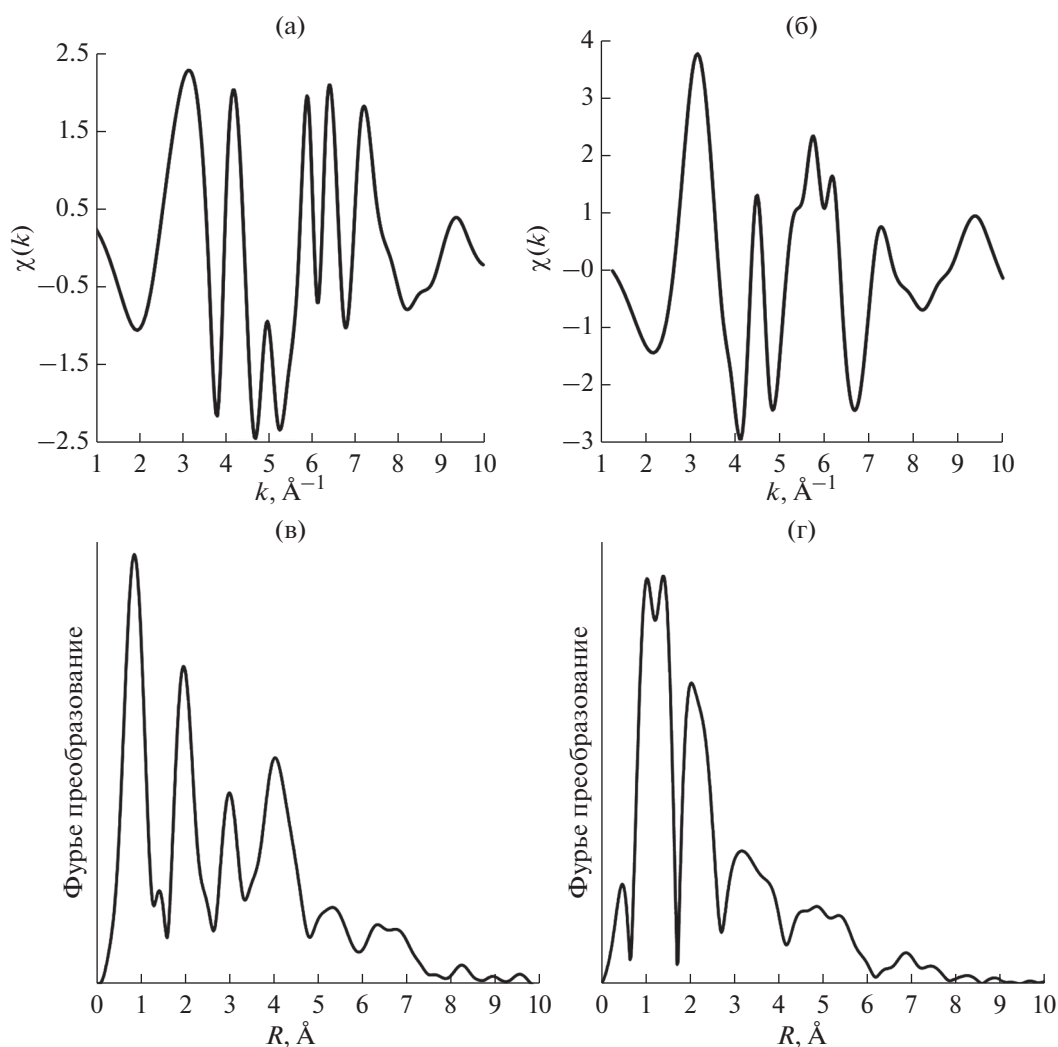 (а)
2.5
1.5
0.5
−0.5
−1.5
−2.5
χ(k)
1 2 3 4 5 6 7 8 9 10
k, Å−1
(б)
4
3
2
1
−0
−1
−2
−3
χ(k)
1 2 3 4 5 6 7 8 9 10
k, Å−1
(в)
Фурье преобразование
0 1 2 3 4 5 6 7 8 9 10
R, Å
(г)
Фурье преобразование
0 1 2 3 4 5 6 7 8 9 10
R, Å